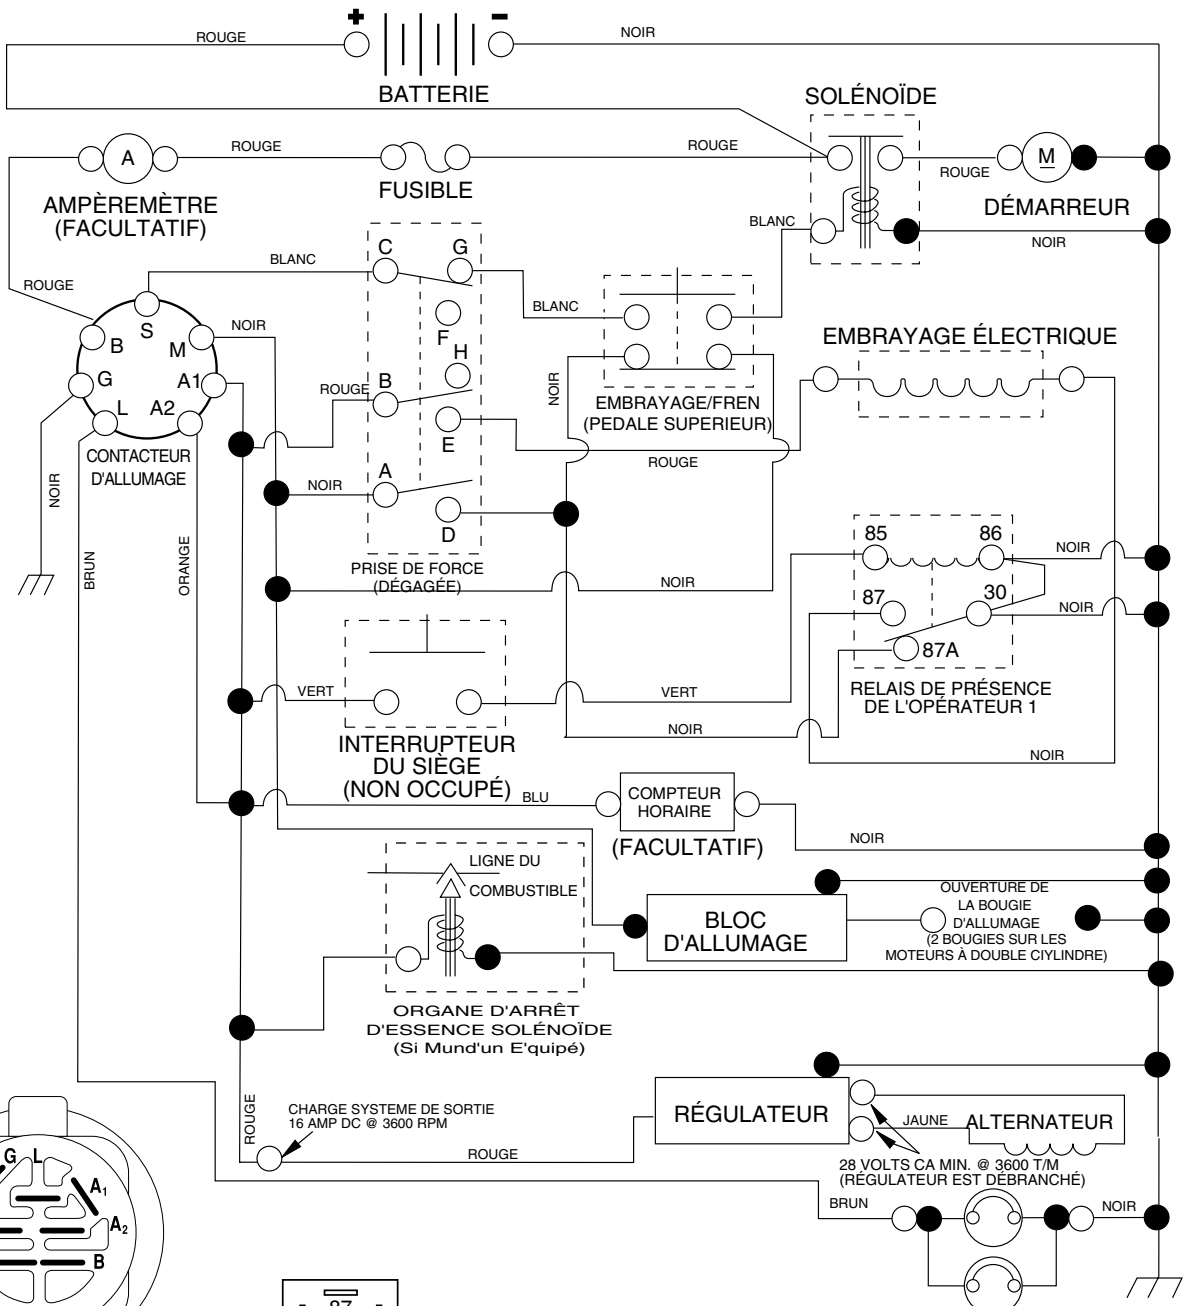 + -
ROUGE
NOIR
BATTERIE
SOLÉNOÏDE
A
ROUGE
ROUGE
ROUGE
M
AMPÈREMÈTRE
(FACULTATIF)
FUSIBLE
DÉMARREUR
BLANC
NOIR
ROUGE
BLANC
C
G
S
B
M
NOIR
F
BLANC
EMBRAYAGE ÉLECTRIQUE
G
A1
H
L
A2
ROUGE
B
NOIR
EMBRAYAGE/FREN
(PEDALE SUPERIEUR)
E
CONTACTEUR
D'ALLUMAGE
ROUGE
NOIR
A
NOIR
D
BRUN
ORANGE
PRISE DE FORCE
(DÉGAGÉE)
NOIR
85
86
NOIR
87
30
NOIR
87A
VERT
VERT
RELAIS DE PRÉSENCE
DE L'OPÉRATEUR 1
NOIR
NOIR
INTERRUPTEUR
DU SIÈGE
(NON OCCUPÉ)
BLU
COMPTEUR
HORAIRE
(FACULTATIF)
NOIR
LIGNE DU
COMBUSTIBLE
BLOC
D'ALLUMAGE
OUVERTURE DE
LA BOUGIE
D'ALLUMAGE
(2 BOUGIES SUR LES
MOTEURS À DOUBLE CIYLINDRE)
ORGANE D'ARRÊT
D'ESSENCE SOLÉNOÏDE
(Si Mund'un E'quipé)
ROUGE
CHARGE SYSTEME DE SORTIE
16 AMP DC @ 3600 RPM
ROUGE
RÉGULATEUR
JAUNE
ALTERNATEUR
28 VOLTS CA MIN. @ 3600 T/M
(RÉGULATEUR EST DÉBRANCHÉ)
BRUN
NOIR
G
L
A1
A2
B
87